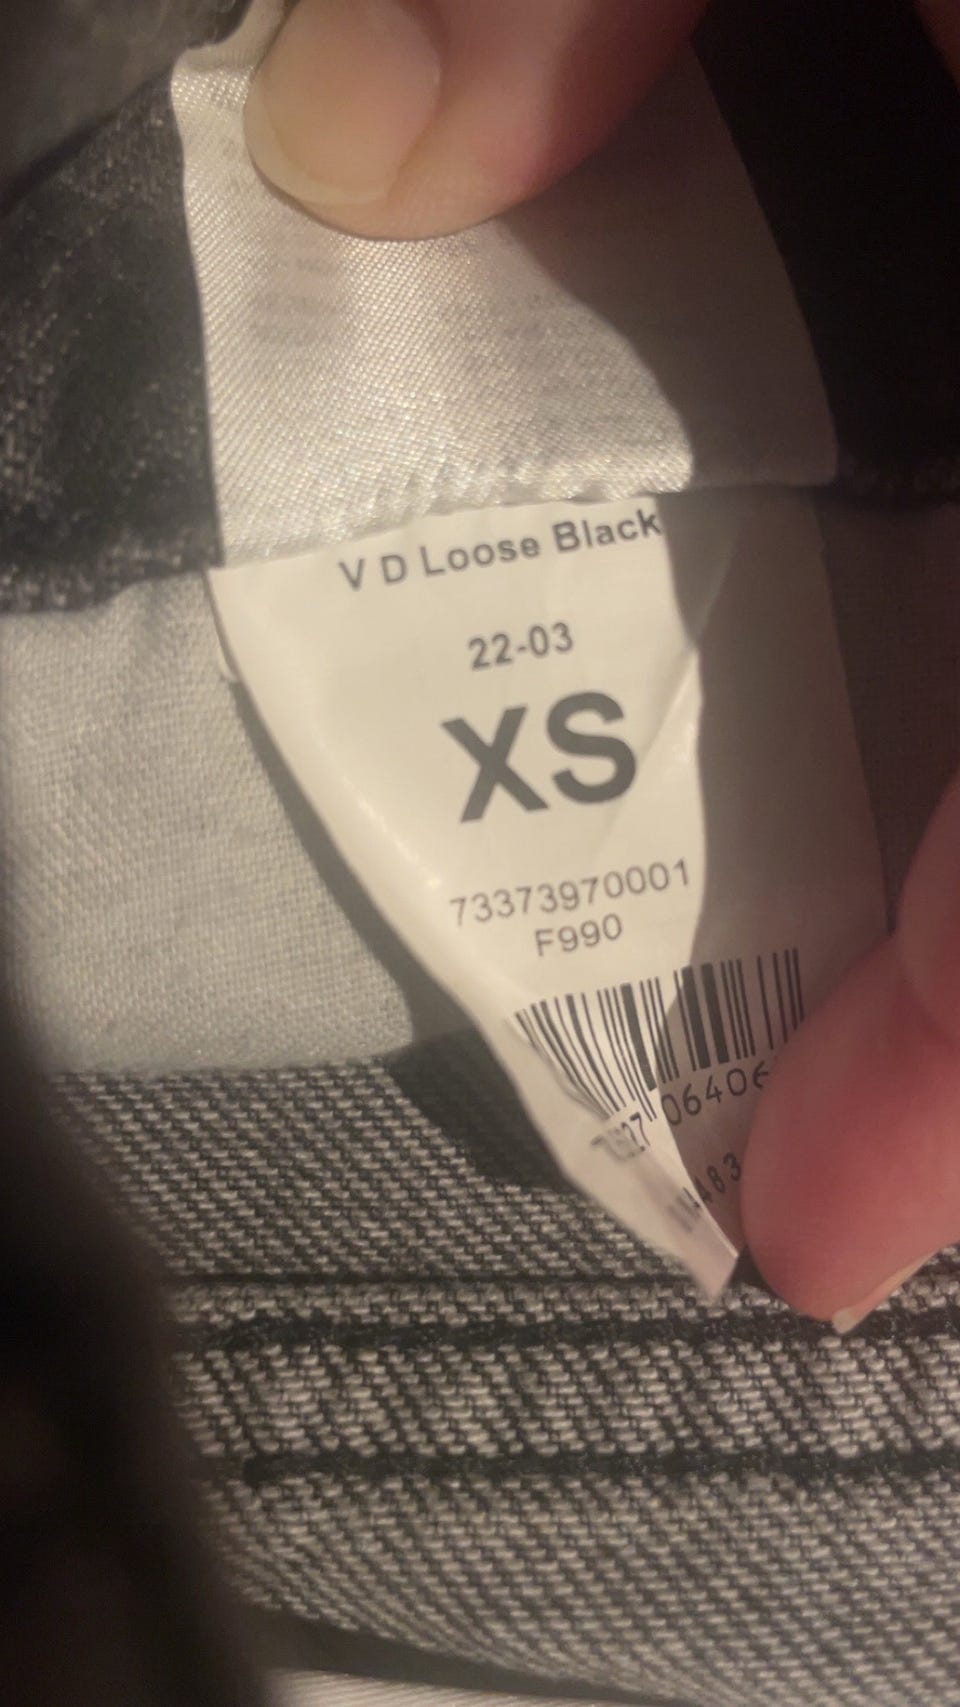 V D Loose Black
22-03
XS
73373970001
F990